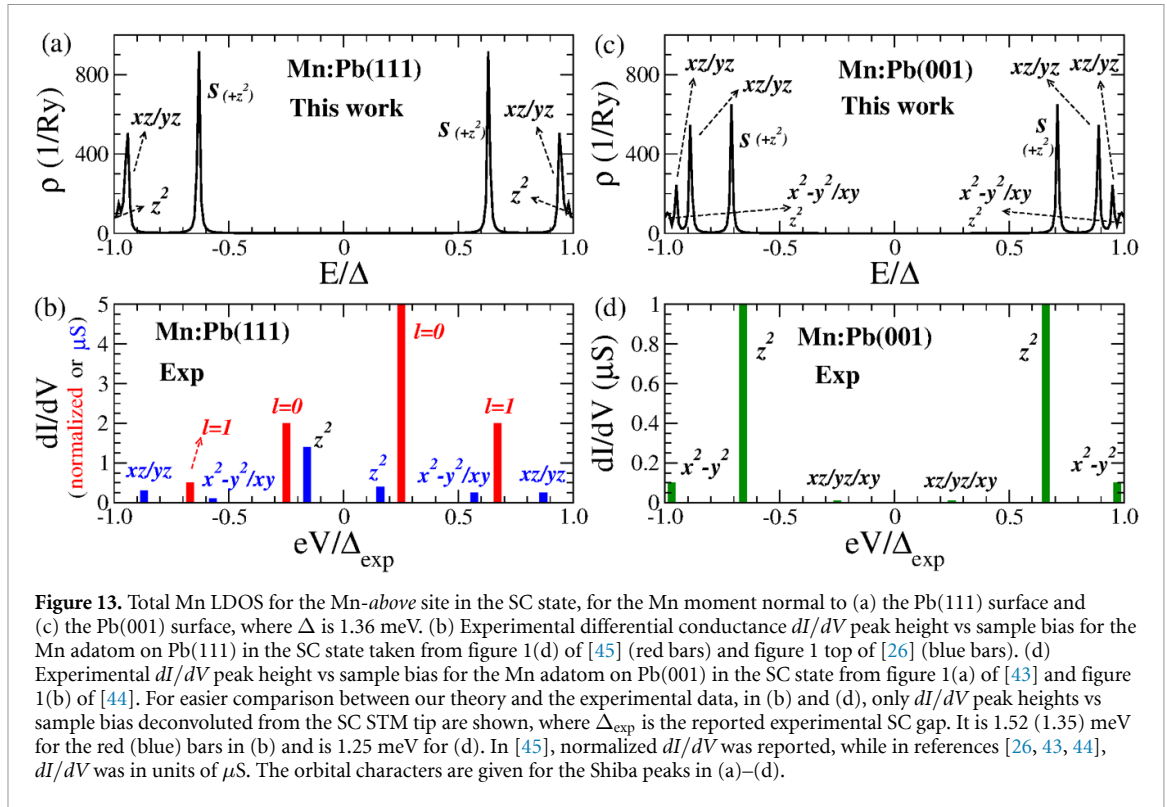 (a)
Mn:Pb(111)
This work
s (+z²)
s (+z²)
xz/yz
xz/yz
z²
z²
ρ (1/Ry)
800
400
0
-1.0 -0.5 0 0.5 1.0
E/Δ
(c)
Mn:Pb(001)
This work
xz/yz
xz/yz
xz/yz
xz/yz
s (+z²)
s
(+z²)
x²-y²/xy
z²
x²-y²/xy
z²
ρ (1/Ry)
800
400
0
-1.0 -0.5 0 0.5 1.0
E/Δ
(b)
Mn:Pb(111)
Exp
l=0
l=0
l=1
l=1
z²
z²
xz/yz
x²-y²/xy
x²-y²/xy
xz/yz
dI/dV
(normalized or μS)
5
4
3
2
1
0
-1.0 -0.5 0 0.5 1.0
eV/Δexp
(d)
Mn:Pb(001)
Exp
z²
z²
x²-y²
x²-y²
xz/yz/xy
xz/yz/xy
dI/dV (μS)
1
0.8
0.6
0.4
0.2
0
-1.0 -0.5 0 0.5 1.0
eV/Δexp
Figure 13. Total Mn LDOS for the Mn-above site in the SC state, for the Mn moment normal to (a) the Pb(111) surface and
(c) the Pb(001) surface, where Δ is 1.36 meV. (b) Experimental differential conductance dI/dV peak height vs sample bias for the
Mn adatom on Pb(111) in the SC state taken from figure 1(d) of [45] (red bars) and figure 1 top of [26] (blue bars). (d)
Experimental dI/dV peak height vs sample bias for the Mn adatom on Pb(001) in the SC state from figure 1(a) of [43] and figure
1(b) of [44]. For easier comparison between our theory and the experimental data, in (b) and (d), only dI/dV peak heights vs
sample bias deconvoluted from the SC STM tip are shown, where Δexp is the reported experimental SC gap. It is 1.52 (1.35) meV
for the red (blue) bars in (b) and is 1.25 meV for (d). In [45], normalized dI/dV was reported, while in references [26, 43, 44],
dI/dV was in units of μS. The orbital characters are given for the Shiba peaks in (a)–(d).